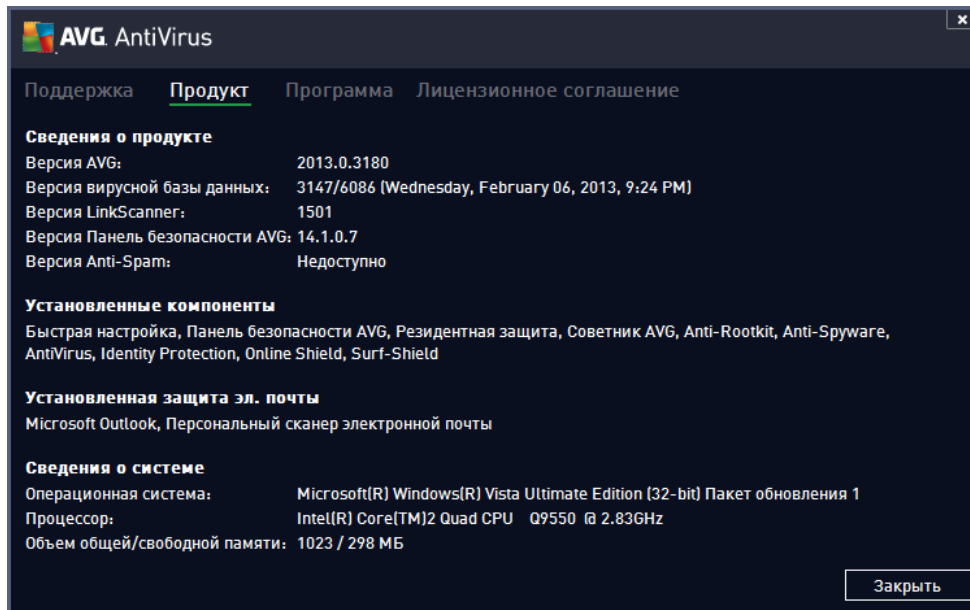 AVG. AntiVirus
Поддержка Продукт Программа Лицензионное соглашение
Сведения о продукте
Версия AVG: 2013.0.3180
Версия вирусной базы данных: 3147/6086 (Wednesday, February 06, 2013, 9:24 PM)
Версия LinkScanner: 1501
Версия Панель безопасности AVG: 14.1.0.7
Версия Anti-Spam: Недоступно
Установленные компоненты
Быстрая настройка, Панель безопасности AVG, Резидентная защита, Советник AVG, Anti-Rootkit, Anti-Spyware,
AntiVirus, Identity Protection, Online Shield, Surf-Shield
Установленная защита эл. почты
Microsoft Outlook, Персональный сканер электронной почты
Сведения о системе
Операционная система: Microsoft(R) Windows(R) Vista Ultimate Edition (32-bit) Пакет обновления 1
Процессор: Intel(R) Core(TM)2 Quad CPU Q9550 @ 2.83GHz
Объем общей/свободной памяти: 1023 / 298 МБ
Закрыть